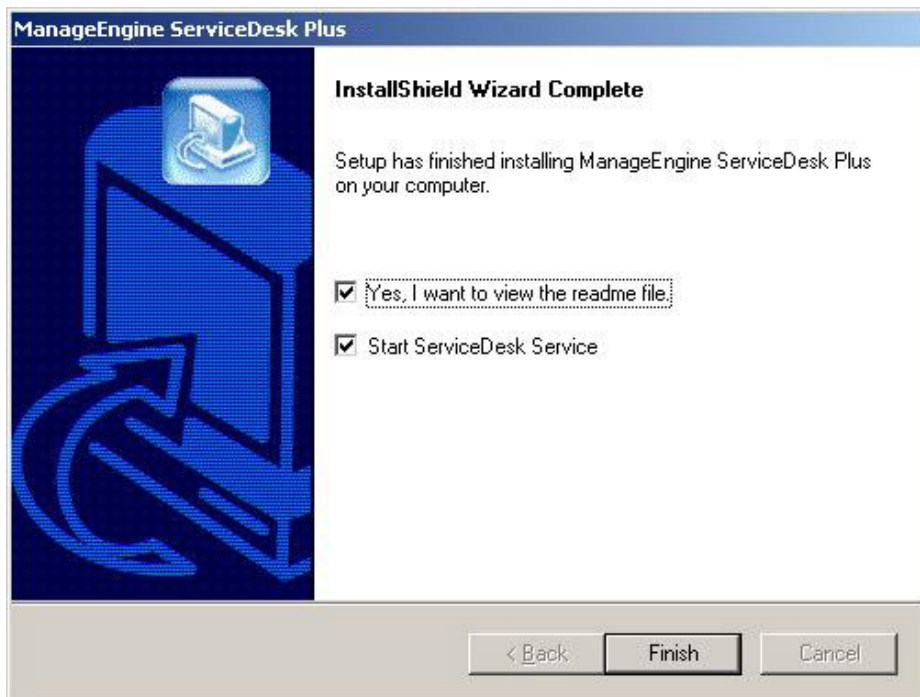 ManageEngine ServiceDesk Plus
InstallShield Wizard Complete
Setup has finished installing ManageEngine ServiceDesk Plus
on your computer.
Yes, I want to view the readme file.
Start ServiceDesk Service
< Back
Finish
Cancel